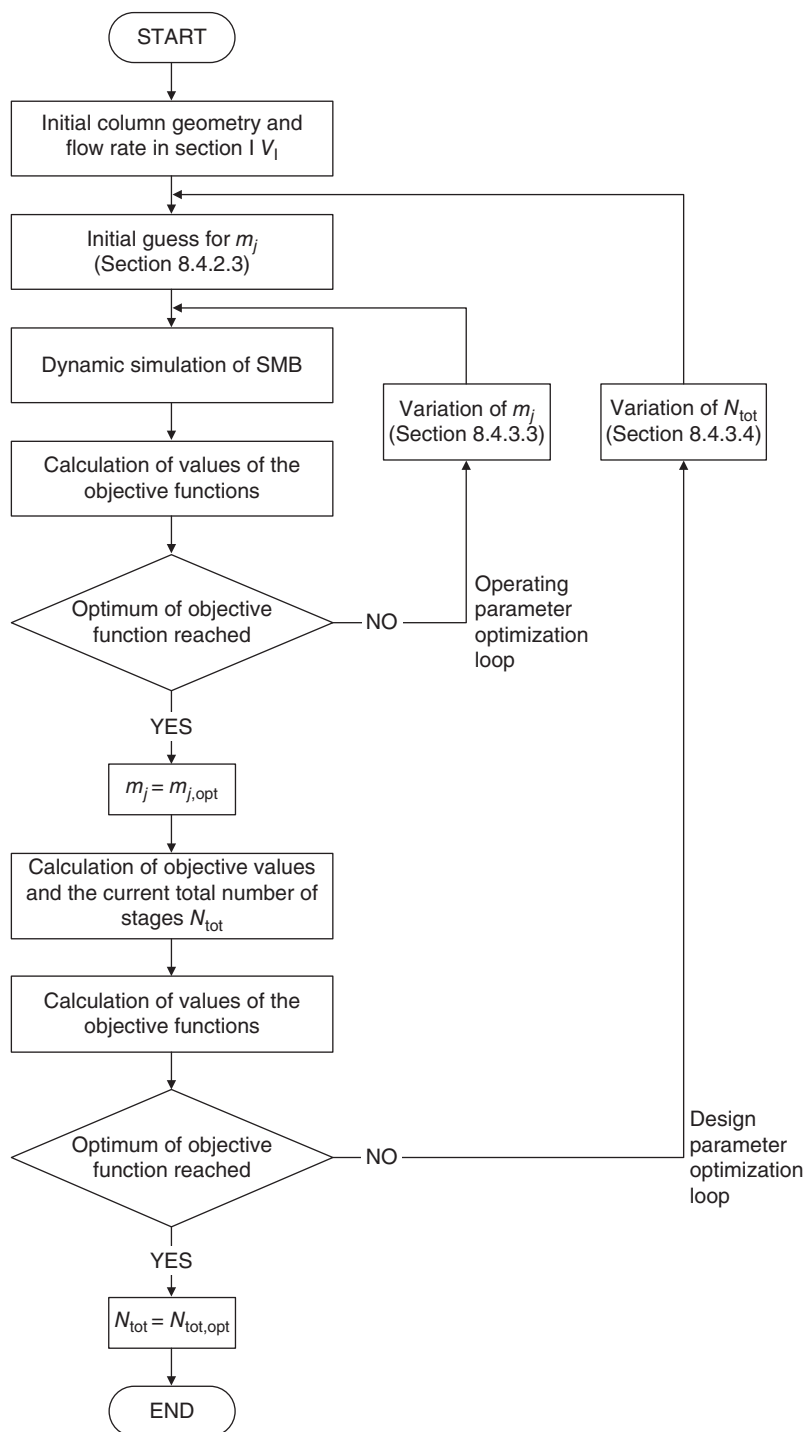 START
Initial column geometry and
flow rate in section I V_I
Initial guess for m_j
(Section 8.4.2.3)
Dynamic simulation of SMB
Variation of m_j
(Section 8.4.3.3)
Variation of N_tot
(Section 8.4.3.4)
Calculation of values of the
objective functions
Optimum of objective
function reached
NO
Operating
parameter
optimization
loop
YES
m_j = m_j,opt
Calculation of objective values
and the current total number of
stages N_tot
Calculation of values of the
objective functions
Optimum of objective
function reached
NO
Design
parameter
optimization
loop
YES
N_tot = N_tot,opt
END